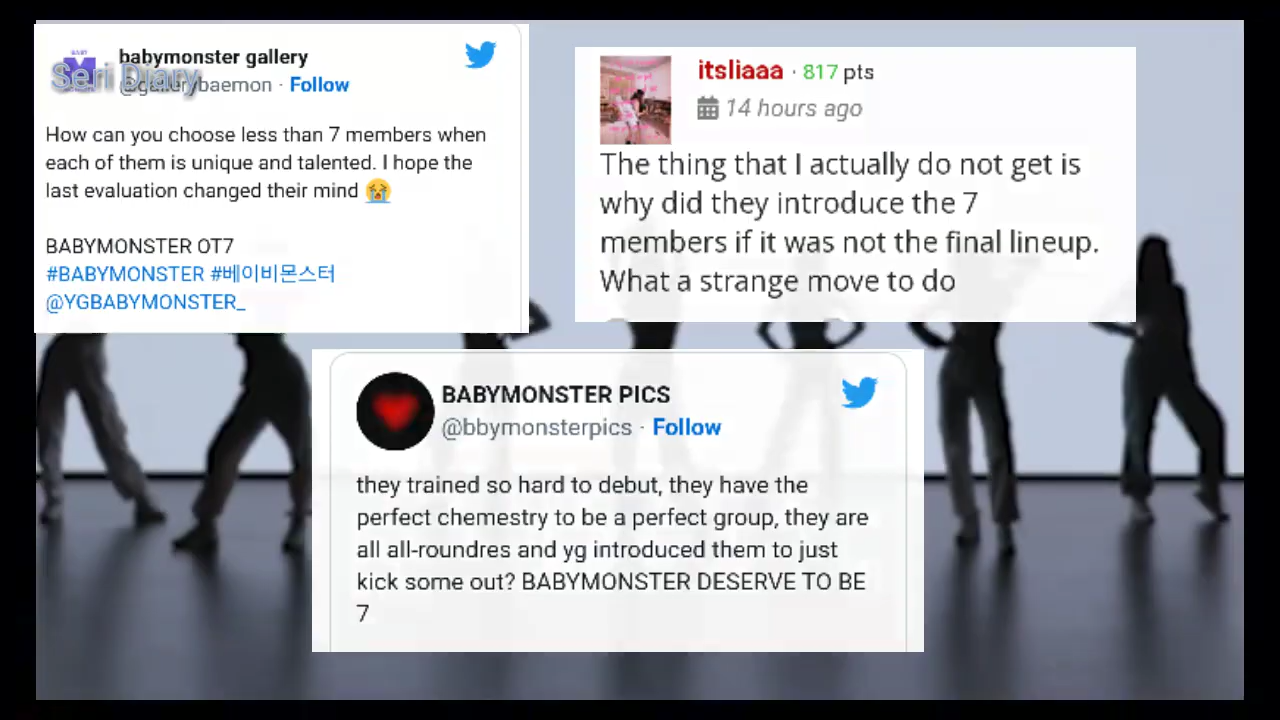 babymonster gallery
Seri Diary
@gallerybaemon · Follow
How can you choose less than 7 members when
each of them is unique and talented. I hope the
last evaluation changed their mind 😭
BABYMONSTER OT7
#BABYMONSTER #베이비몬스터
@YGBABYMONSTER_
itsliaaa · 817 pts
14 hours ago
The thing that I actually do not get is
why did they introduce the 7
members if it was not the final lineup.
What a strange move to do
BABYMONSTER PICS
@bbymonsterpics · Follow
they trained so hard to debut, they have the
perfect chemestry to be a perfect group, they are
all all-roundres and yg introduced them to just
kick some out? BABYMONSTER DESERVE TO BE
7